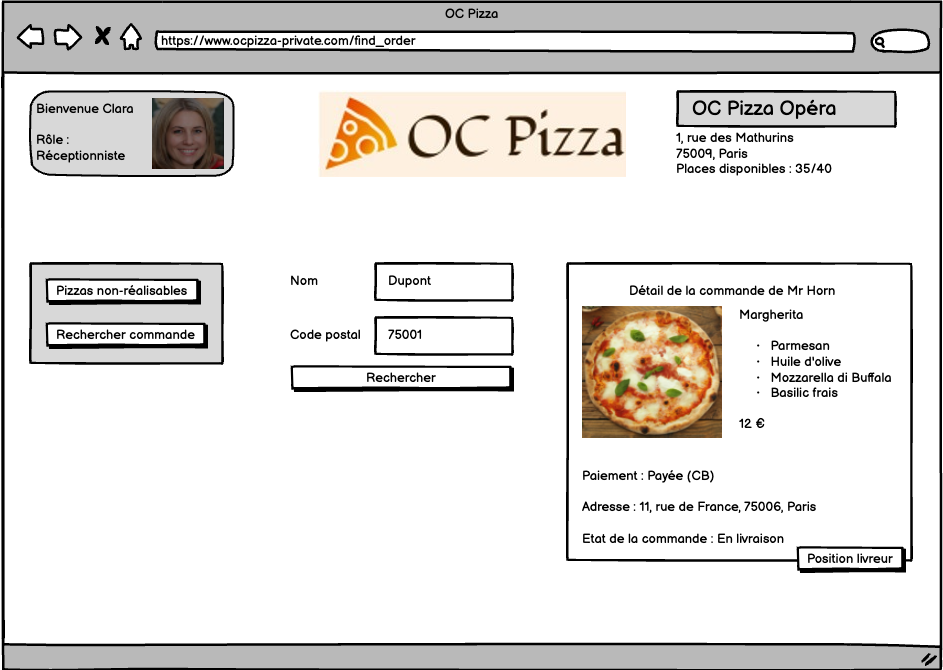 OC Pizza
https://www.ocpizza-private.com/find_order
Bienvenue Clara
Rôle :
Réceptionniste
OC Pizza
OC Pizza Opéra
1, rue des Mathurins
75009, Paris
Places disponibles : 35/40
Pizzas non-réalisables
Rechercher commande
Nom
Dupont
Code postal
75001
Rechercher
Détail de la commande de Mr Horn
Margherita
· Parmesan
· Huile d'olive
· Mozzarella di Buffala
· Basilic frais
12 €
Paiement : Payée (CB)
Adresse : 11, rue de France, 75006, Paris
Etat de la commande : En livraison
Position livreur